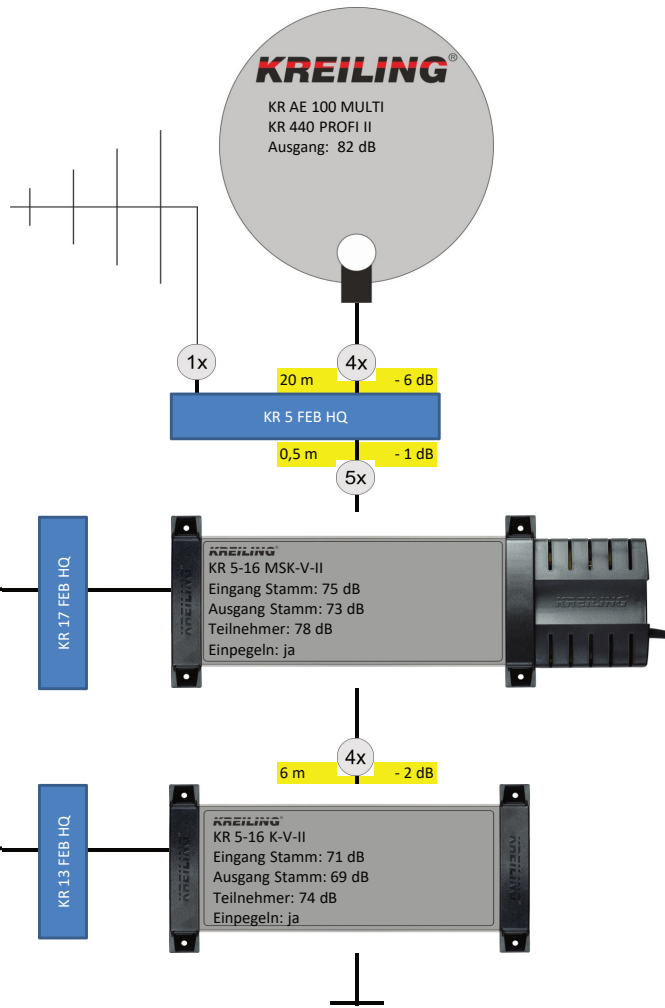 KREILING®
KR AE 100 MULTI
KR 440 PROFI II
Ausgang: 82 dB
1x
4x
20 m - 6 dB
KR 5 FEB HQ
0,5 m - 1 dB
5x
KR 17 FEB HQ
KREILING
KREILING
KR 5-16 MSK-V-II
Eingang Stamm: 75 dB
Ausgang Stamm: 73 dB
Teilnehmer: 78 dB
Einpegeln: ja
KREILING
4x
6 m - 2 dB
KR 13 FEB HQ
KREILING
KREILING
KR 5-16 K-V-II
Eingang Stamm: 71 dB
Ausgang Stamm: 69 dB
Teilnehmer: 74 dB
Einpegeln: ja
KREILING